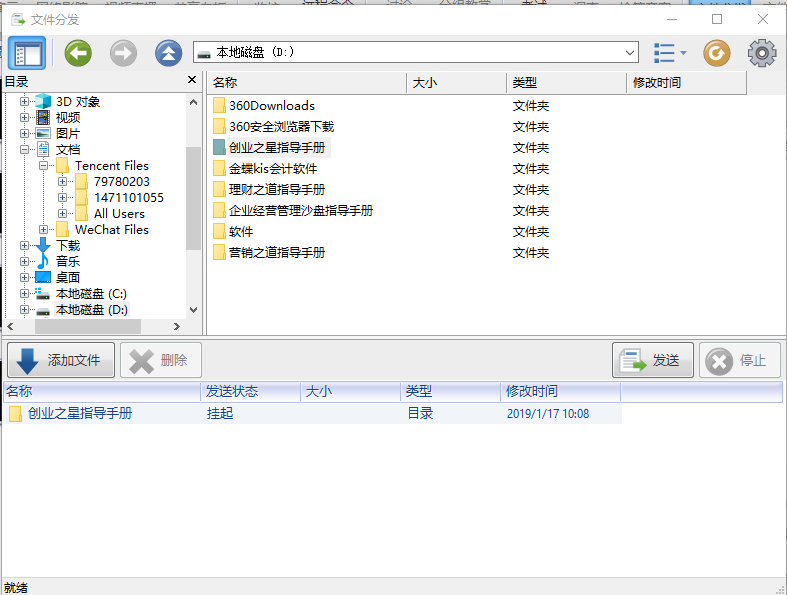 文件分发
本地磁盘 (D:)
目录
3D 对象
视频
图片
文档
Tencent Files
79780203
1471101055
All Users
WeChat Files
下载
音乐
桌面
本地磁盘 (C:)
本地磁盘 (D:)
名称 大小 类型 修改时间
360Downloads 文件夹
360安全浏览器下载 文件夹
创业之星指导手册 文件夹
金蝶kis会计软件 文件夹
理财之道指导手册 文件夹
企业经营管理沙盘指导手册 文件夹
软件 文件夹
营销之道指导手册 文件夹
添加文件 删除 发送 停止
名称 发送状态 大小 类型 修改时间
创业之星指导手册 挂起 目录 2019/1/17 10:08
就绪